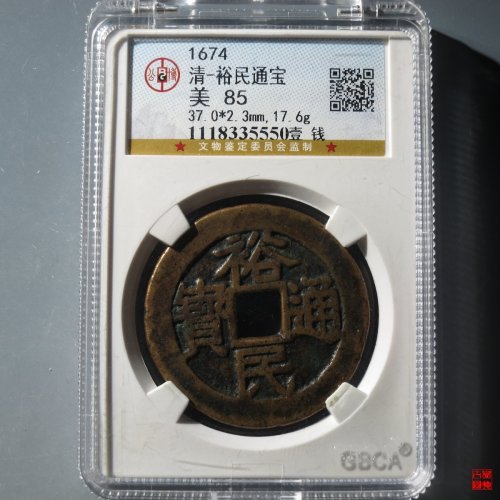 1674
清-裕民通宝
美 85
37.0*2.3mm,17.6g
1118335550壹 钱
★ 文物鉴定委员会监制 ★
裕民通寶
GBCA